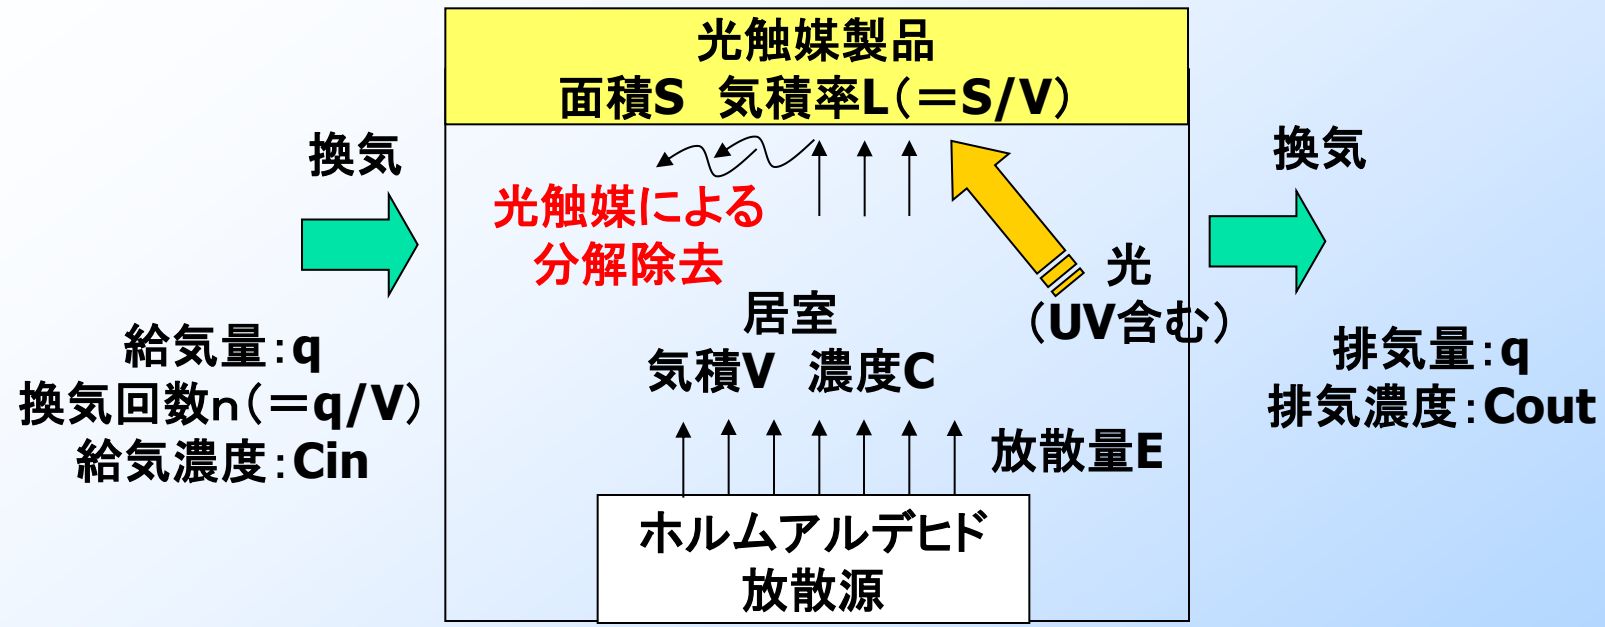 光触媒製品
面積S 気積率L(=S/V)
換気
換気
光触媒による
分解除去
光
(UV含む)
居室
気積V 濃度C
給気量:q
換気回数n(=q/V)
給気濃度:Cin
排気量:q
排気濃度:Cout
放散量E
ホルムアルデヒド
放散源